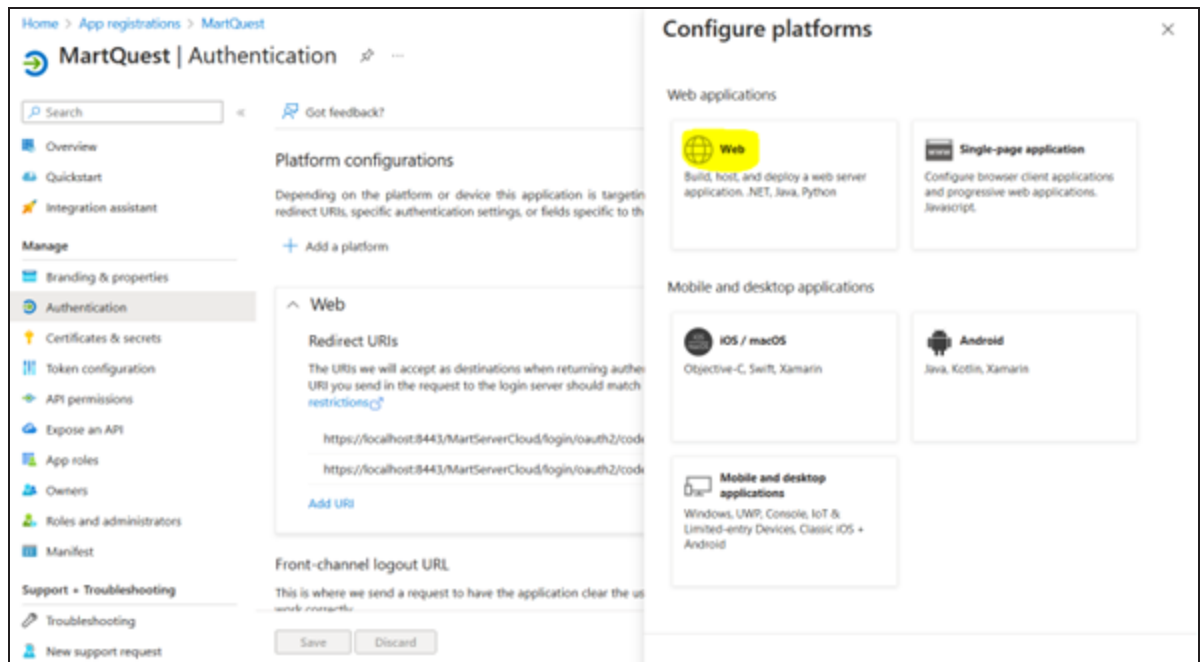 Home > App registrations > MartQuest
MartQuest | Authentication
Search
Overview
Quickstart
Integration assistant
Manage
Branding & properties
Authentication
Certificates & secrets
Token configuration
API permissions
Expose an API
App roles
Owners
Roles and administrators
Manifest
Support + Troubleshooting
Troubleshooting
New support request
Got feedback?
Platform configurations
Depending on the platform or device this application is targetin
redirect URIs, specific authentication settings, or fields specific to th
Add a platform
Web
Redirect URIs
The URIs we will accept as destinations when returning authe
URI you send in the request to the login server should match
restrictions
https://localhost:8443/MartServerCloud/login/oauth2/code
https://localhost:8443/MartServerCloud/login/oauth2/code
Add URI
Front-channel logout URL
This is where we send a request to have the application clear the us
work correctly.
Save
Discard
Configure platforms
Web applications
Web
Build, host, and deploy a web server
application. .NET, Java, Python
Single-page application
Configure browser client applications
and progressive web applications.
Javascript.
Mobile and desktop applications
iOS / macOS
Objective-C, Swift, Xamarin
Android
Java, Kotlin, Xamarin
Mobile and desktop
applications
Windows, UWP, Console, IoT &
Limited-entry Devices, Classic iOS +
Android